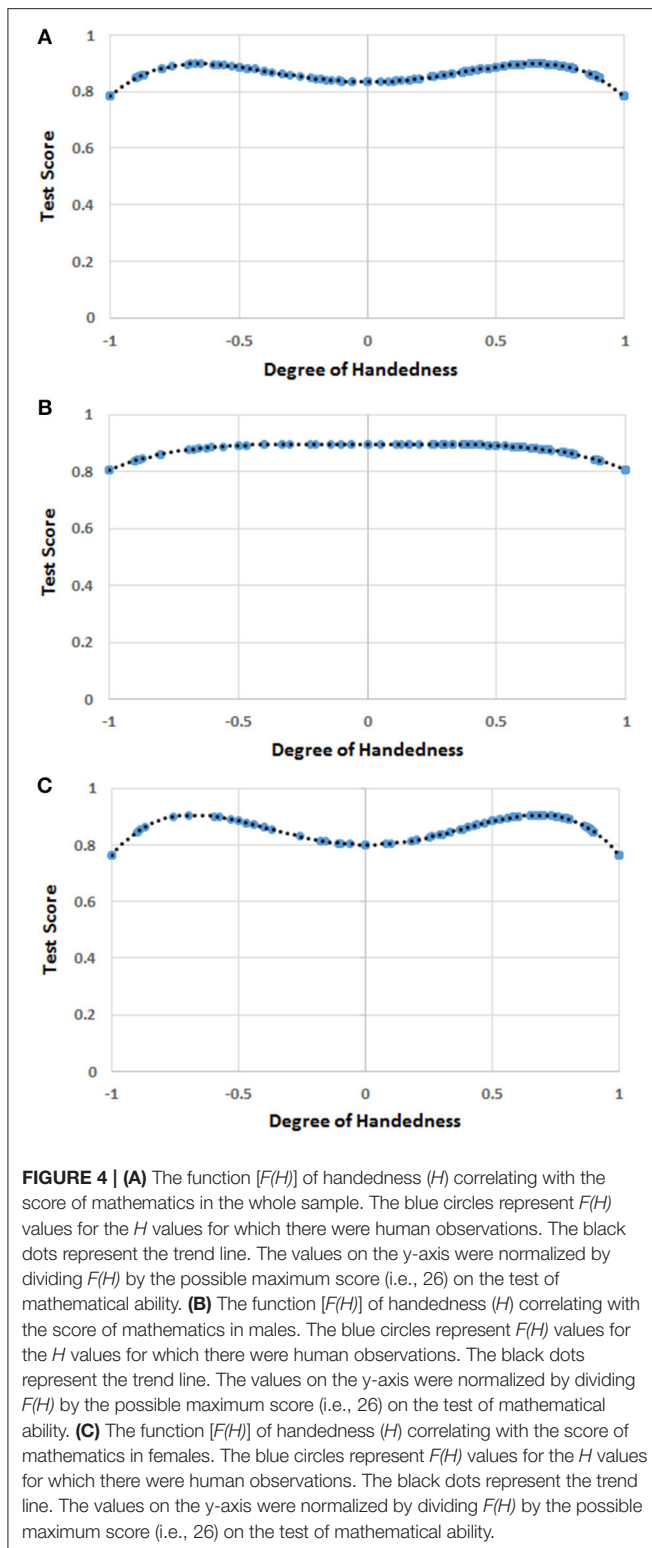 A
1
0.8
0.6
0.4
0.2
0
Test Score
-1
-0.5
0
0.5
1
Degree of Handedness
B
1
0.8
0.6
0.4
0.2
0
Test Score
-1
-0.5
0
0.5
1
Degree of Handedness
C
1
0.8
0.6
0.4
0.2
0
Test Score
-1
-0.5
0
0.5
1
Degree of Handedness
FIGURE 4 | (A) The function [F(H)] of handedness (H) correlating with the
score of mathematics in the whole sample. The blue circles represent F(H)
values for the H values for which there were human observations. The black
dots represent the trend line. The values on the y-axis were normalized by
dividing F(H) by the possible maximum score (i.e., 26) on the test of
mathematical ability. (B) The function [F(H)] of handedness (H) correlating with
the score of mathematics in males. The blue circles represent F(H) values for
the H values for which there were human observations. The black dots
represent the trend line. The values on the y-axis were normalized by dividing
F(H) by the possible maximum score (i.e., 26) on the test of mathematical
ability. (C) The function [F(H)] of handedness (H) correlating with the score of
mathematics in females. The blue circles represent F(H) values for the H values
for which there were human observations. The black dots represent the trend
line. The values on the y-axis were normalized by dividing F(H) by the possible
maximum score (i.e., 26) on the test of mathematical ability.